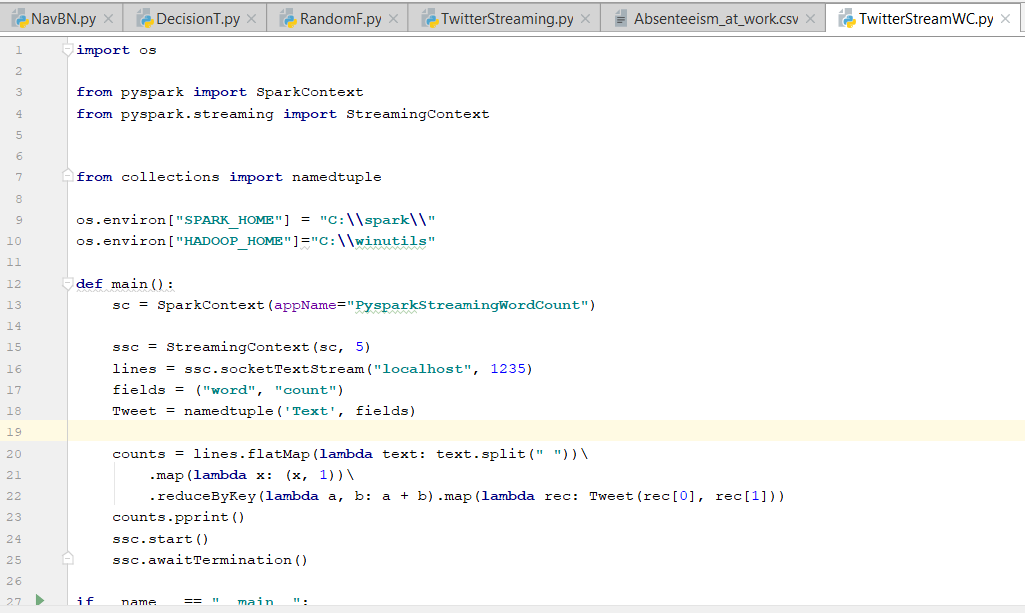 NavBN.py DecisionT.py RandomF.py TwitterStreaming.py Absenteeism_at_work.csv TwitterStreamWC.py
1 import os
2
3 from pyspark import SparkContext
4 from pyspark.streaming import StreamingContext
5
6
7 from collections import namedtuple
8
9 os.environ["SPARK_HOME"] = "C:\\spark\\"
10 os.environ["HADOOP_HOME"]="C:\\winutils"
11
12 def main():
13 sc = SparkContext(appName="PysparkStreamingWordCount")
14
15 ssc = StreamingContext(sc, 5)
16 lines = ssc.socketTextStream("localhost", 1235)
17 fields = ("word", "count")
18 Tweet = namedtuple('Text', fields)
19
20 counts = lines.flatMap(lambda text: text.split(" "))\
21 .map(lambda x: (x, 1))\
22 .reduceByKey(lambda a, b: a + b).map(lambda rec: Tweet(rec[0], rec[1]))
23 counts.pprint()
24 ssc.start()
25 ssc.awaitTermination()
26
27 if __name__ == "__main__":